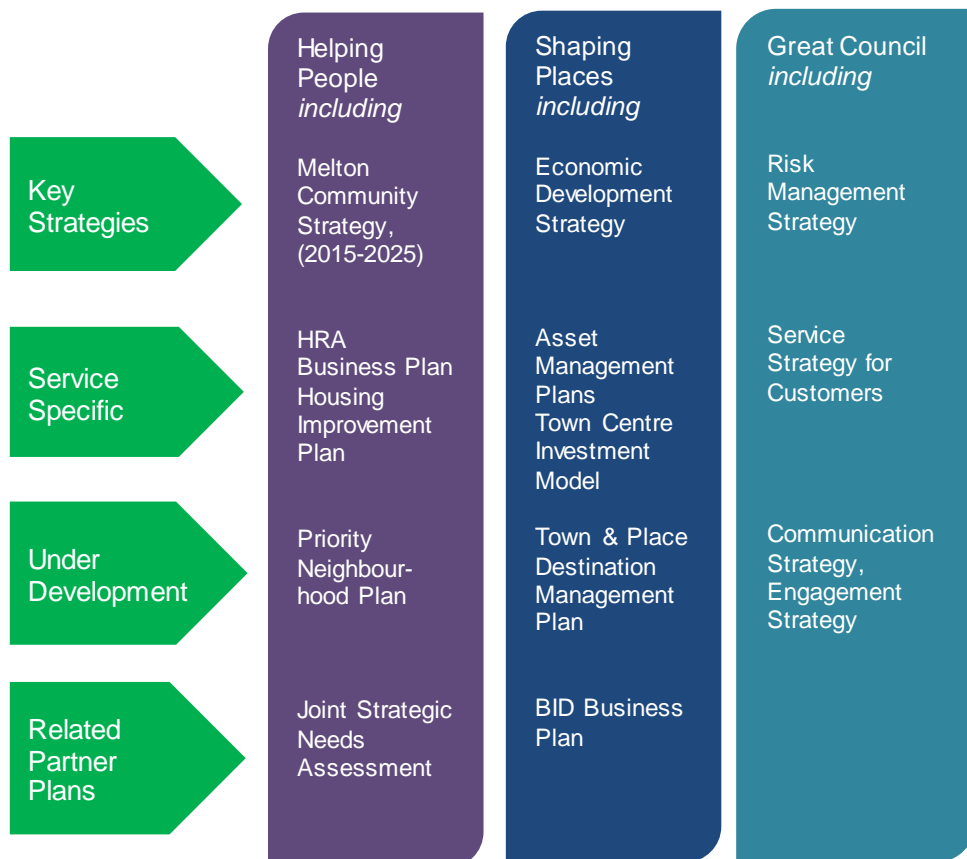 Helping
People
including
Shaping
Places
including
Great Council
including
Key
Strategies
Melton
Community
Strategy,
(2015-2025)
Economic
Development
Strategy
Risk
Management
Strategy
Service
Specific
HRA
Business Plan
Housing
Improvement
Plan
Asset
Management
Plans
Town Centre
Investment
Model
Service
Strategy for
Customers
Under
Development
Priority
Neighbour-
hood Plan
Town & Place
Destination
Management
Plan
Communication
Strategy,
Engagement
Strategy
Related
Partner
Plans
Joint Strategic
Needs
Assessment
BID Business
Plan